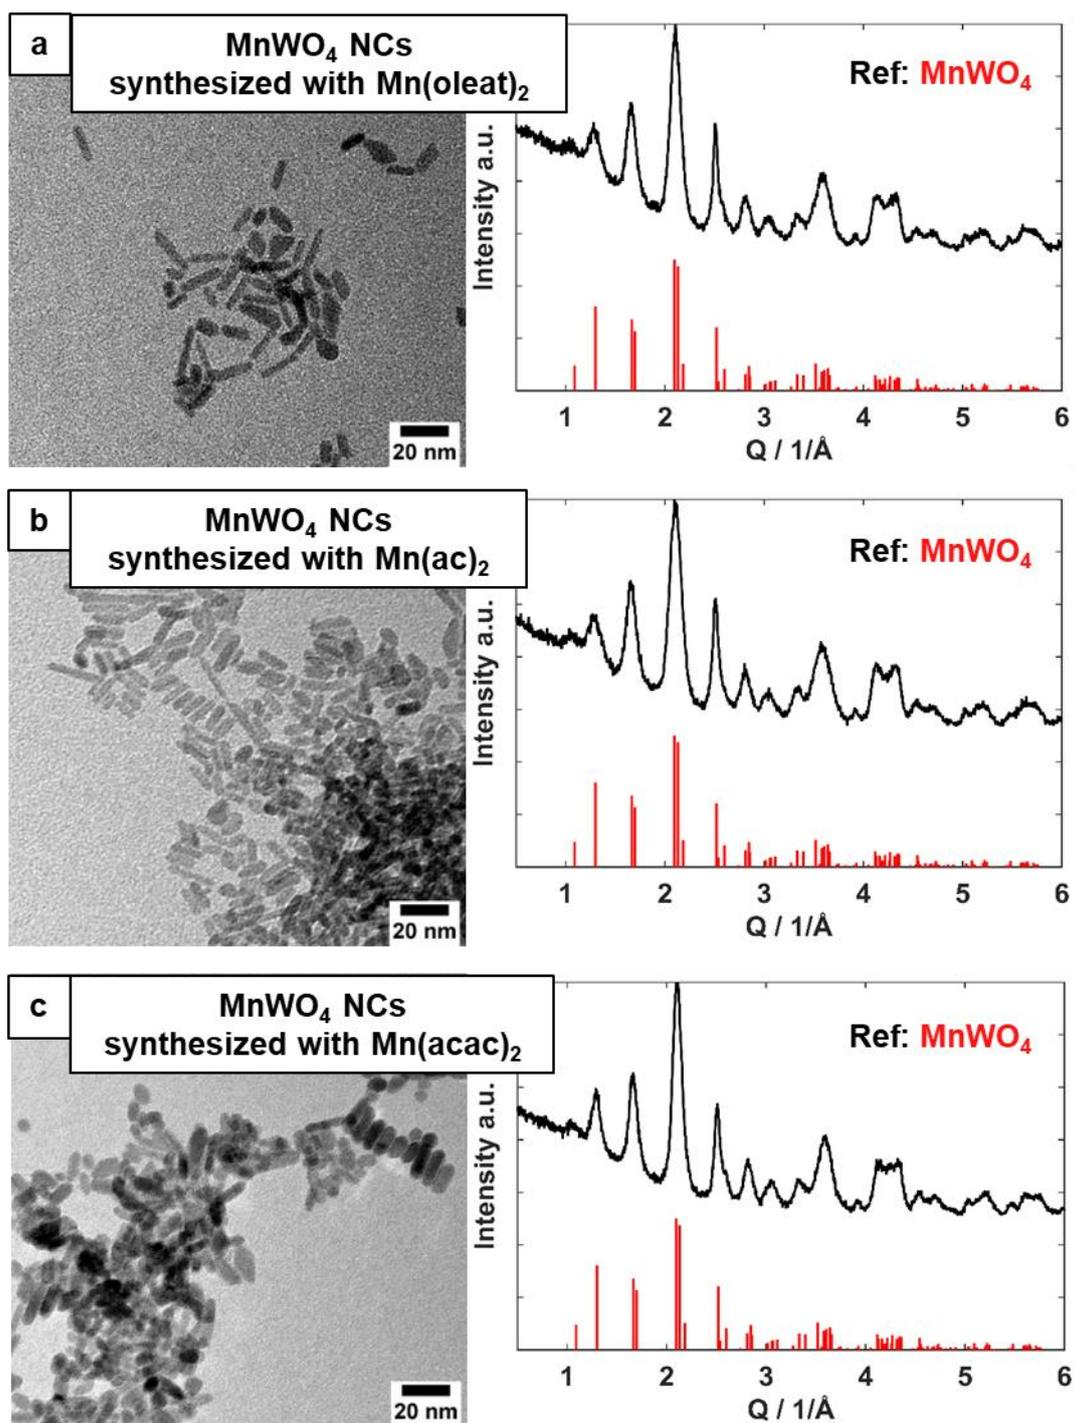 a
MnWO₄ NCs
synthesized with Mn(oleat)₂
Ref: MnWO₄
Intensity a.u.
20 nm
1 2 3 4 5 6
Q / 1/Å
b
MnWO₄ NCs
synthesized with Mn(ac)₂
Ref: MnWO₄
Intensity a.u.
20 nm
1 2 3 4 5 6
Q / 1/Å
c
MnWO₄ NCs
synthesized with Mn(acac)₂
Ref: MnWO₄
Intensity a.u.
20 nm
1 2 3 4 5 6
Q / 1/Å